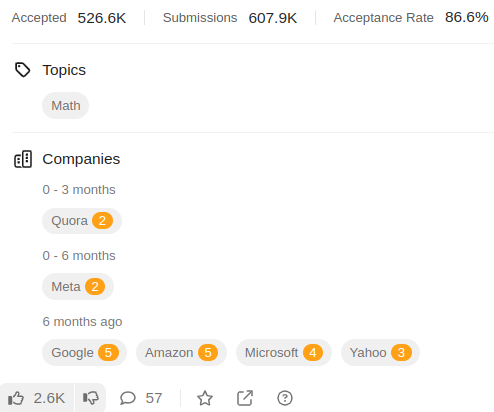 Accepted 526.6K Submissions 607.9K Acceptance Rate 86.6%
Topics
Math
Companies
0 - 3 months
Quora 2
0 - 6 months
Meta 2
6 months ago
Google 5 Amazon 5 Microsoft 4 Yahoo 3
2.6K 57